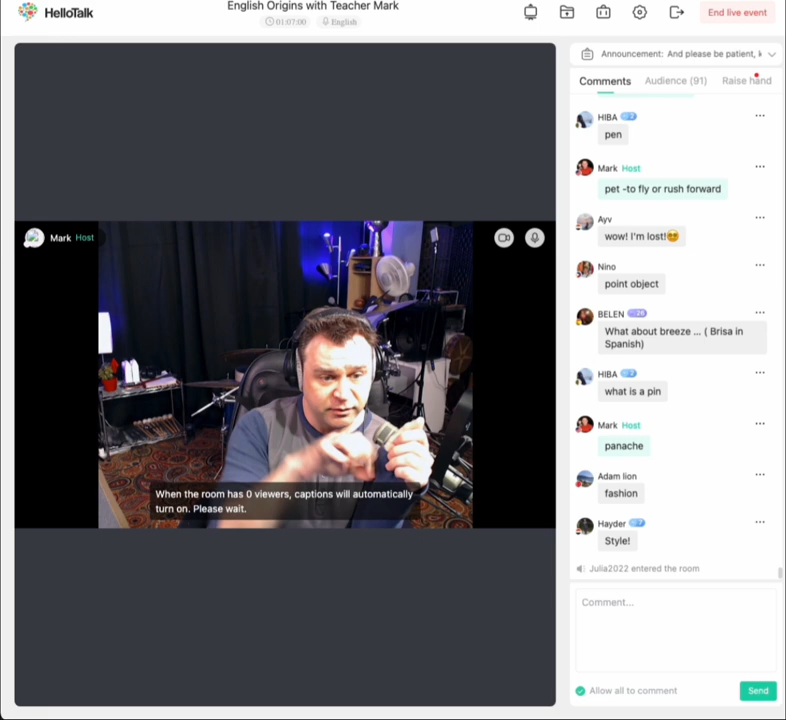 HelloTalk
English Origins with Teacher Mark
01:07:00
English
End live event
Announcement: And please be patient, k
Comments
Audience (91)
Raise hand
Mark Host
When the room has 0 viewers, captions will automatically
turn on. Please wait.
HIBA 2
pen
Mark Host
pet -to fly or rush forward
Ayv
wow! I'm lost!😊
Nino
point object
BELEN 26
What about breeze ... ( Brisa in
Spanish)
HIBA 2
what is a pin
Mark Host
panache
Adam lion
fashion
Hayder 7
Style!
Julia2022 entered the room
Comment...
Allow all to comment
Send